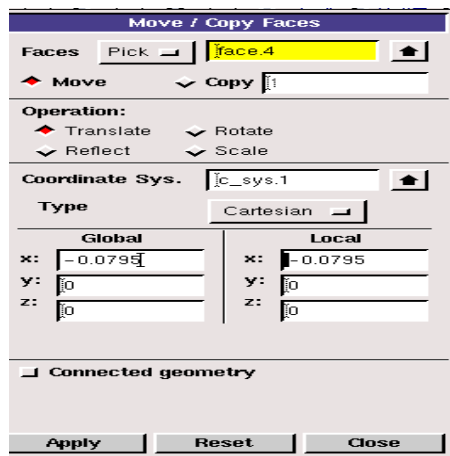 Move / Copy Faces
Faces Pick face.4
Move Copy 1
Operation:
Translate Rotate
Reflect Scale
Coordinate Sys. c_sys.1
Type Cartesian
Global Local
x: -0.0795 x: -0.0795
y: 0 y: 0
z: 0 z: 0
Connected geometry
Apply Reset Close